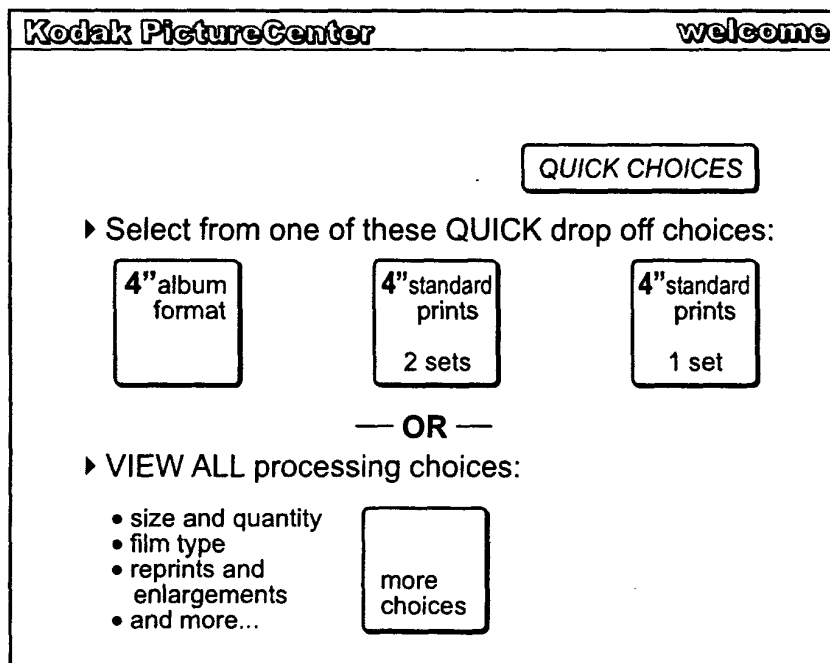 Kodak PictureCenter welcome
QUICK CHOICES
Select from one of these QUICK drop off choices:
4" album
format
4" standard
prints
2 sets
4" standard
prints
1 set
— OR —
VIEW ALL processing choices:
• size and quantity
• film type
• reprints and
enlargements
• and more...
more
choices